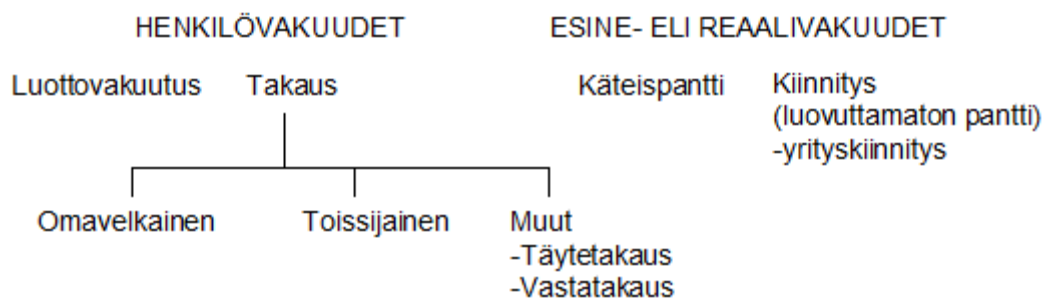 HENKILÖVAKUUDET
ESINE- ELI REAALIVAKUUDET
Luottovakuutus
Takaus
Käteispantti
Kiinnitys
(luovuttamaton pantti)
-yrityskiinnitys
Omavelkainen
Toissijainen
Muut
-Täytetakaus
-Vastatakaus